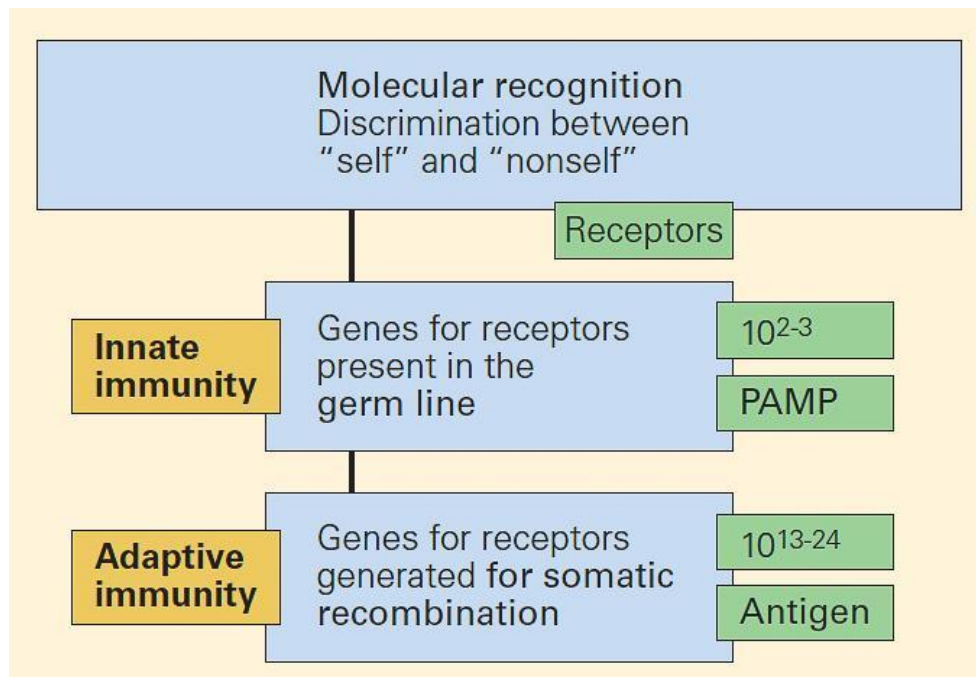 Molecular recognition
Discrimination between
“self” and “nonself”
Receptors
Innate
immunity
Genes for receptors
present in the
germ line
10²⁻³
PAMP
Adaptive
immunity
Genes for receptors
generated for somatic
recombination
10¹³⁻²⁴
Antigen